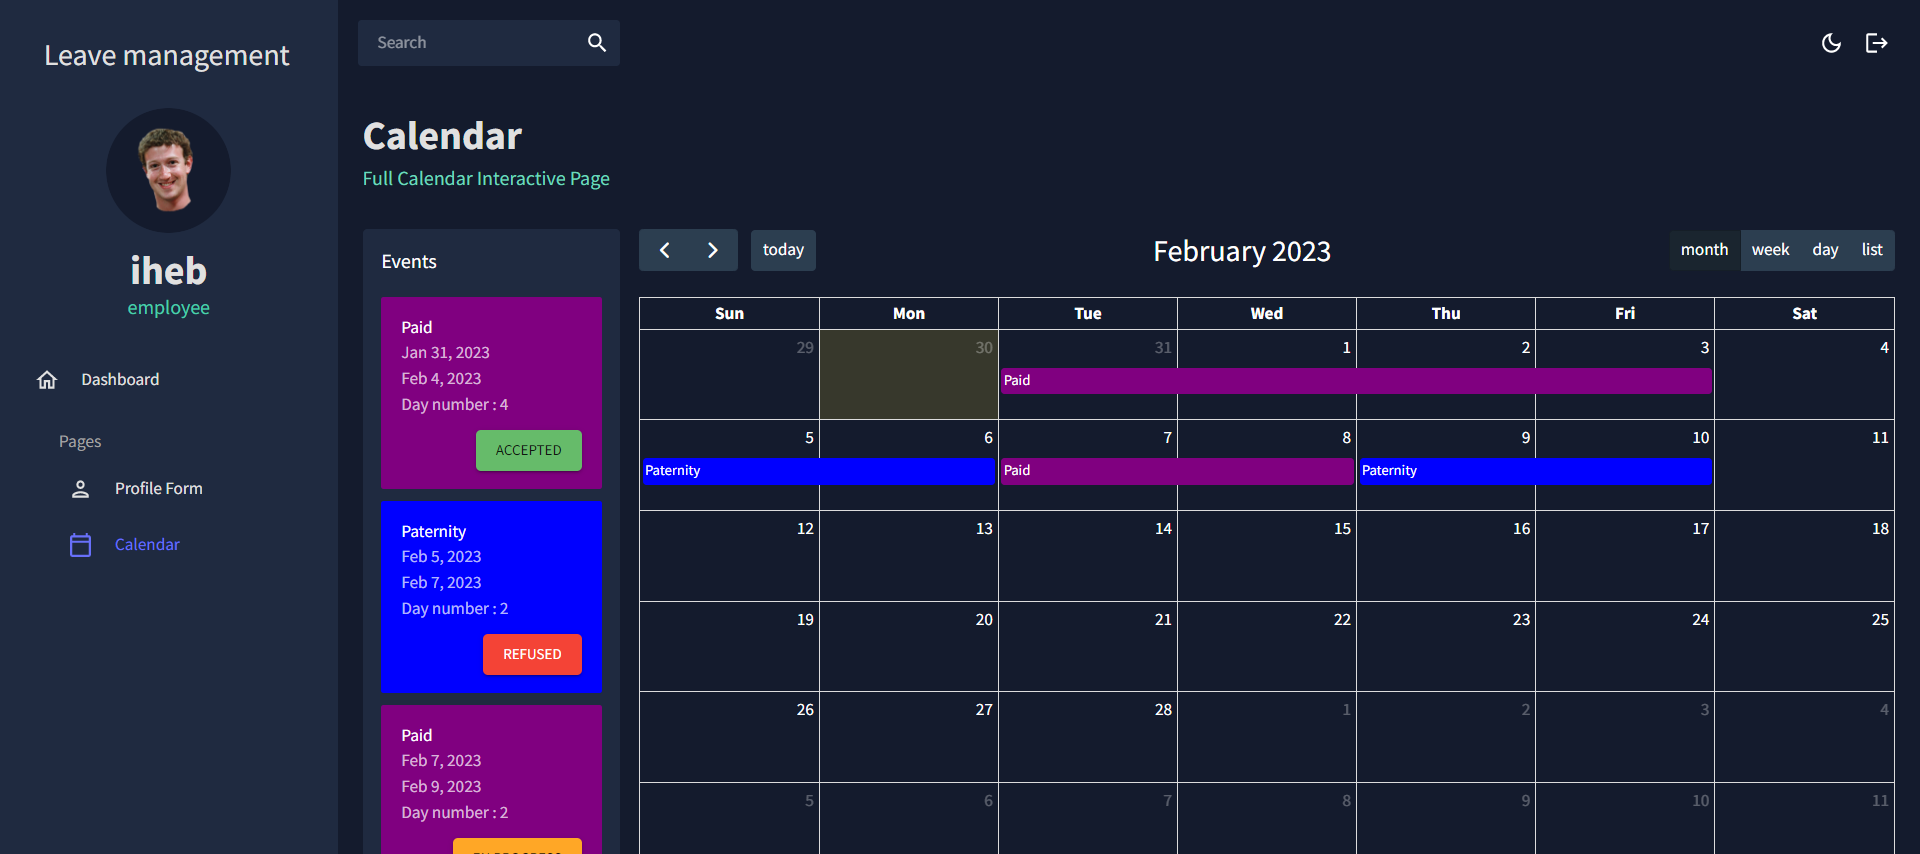 Leave management
iheb
employee
Dashboard
Pages
Profile Form
Calendar
Search
Calendar
Full Calendar Interactive Page
Events
Paid
Jan 31, 2023
Feb 4, 2023
Day number : 4
ACCEPTED
Paternity
Feb 5, 2023
Feb 7, 2023
Day number : 2
REFUSED
Paid
Feb 7, 2023
Feb 9, 2023
Day number : 2
today
February 2023
month week day list
Sun Mon Tue Wed Thu Fri Sat
29 30 31 1 2 3 4
Paid
5 6 7 8 9 10 11
Paternity Paid Paternity
12 13 14 15 16 17 18
19 20 21 22 23 24 25
26 27 28 1 2 3 4
5 6 7 8 9 10 11